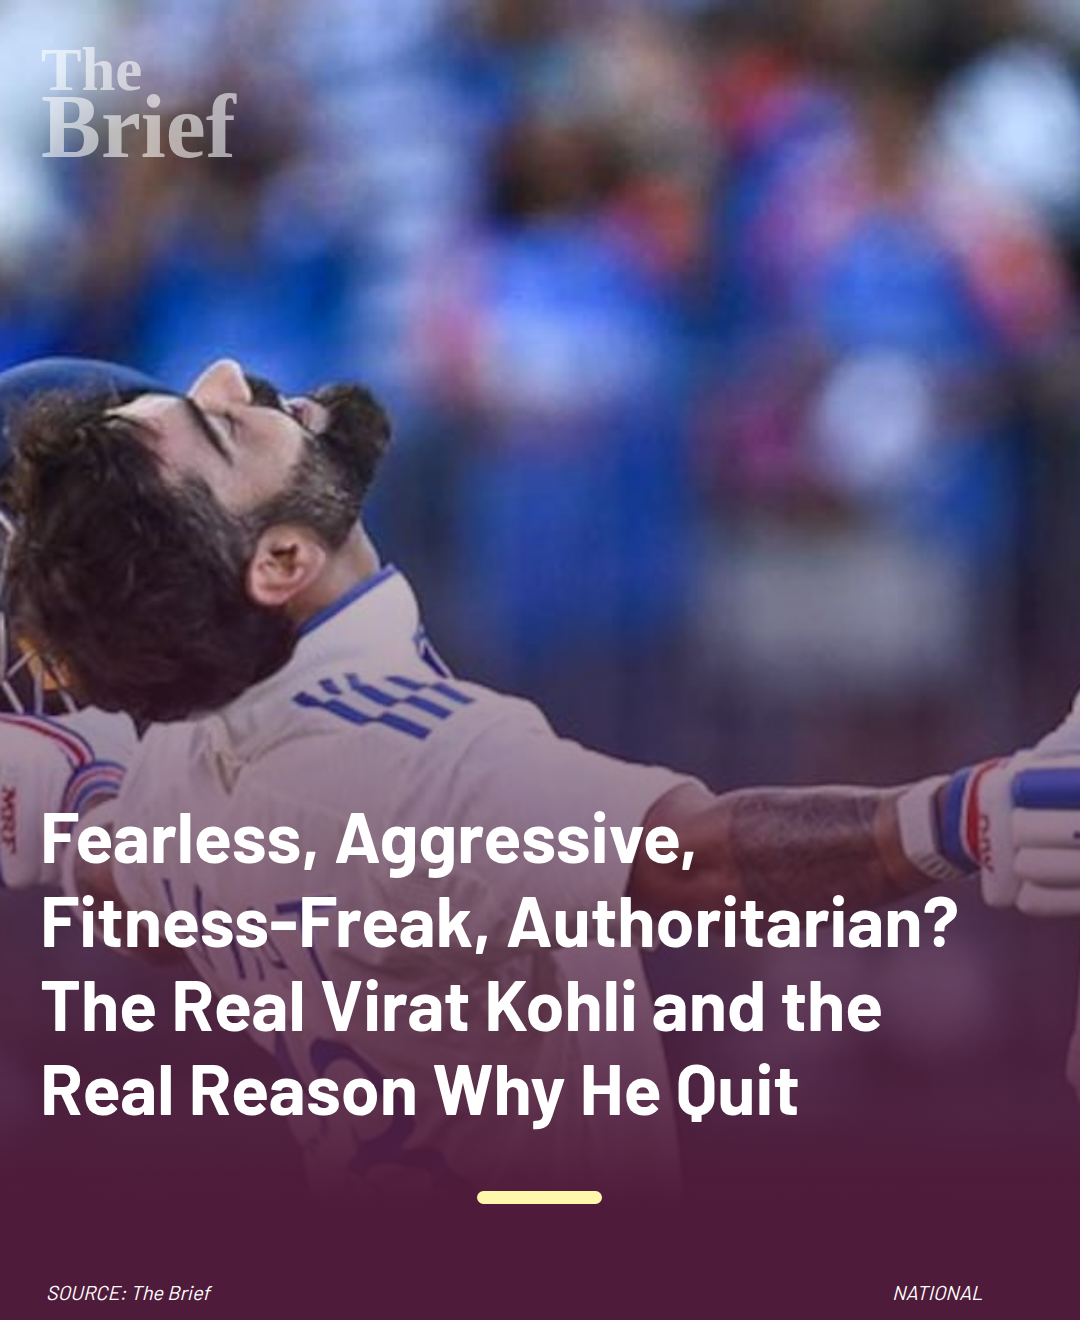 The
Brief
MRF
Fearless, Aggressive,
Fitness-Freak, Authoritarian?
The Real Virat Kohli and the
Real Reason Why He Quit
SOURCE: The Brief
NATIONAL